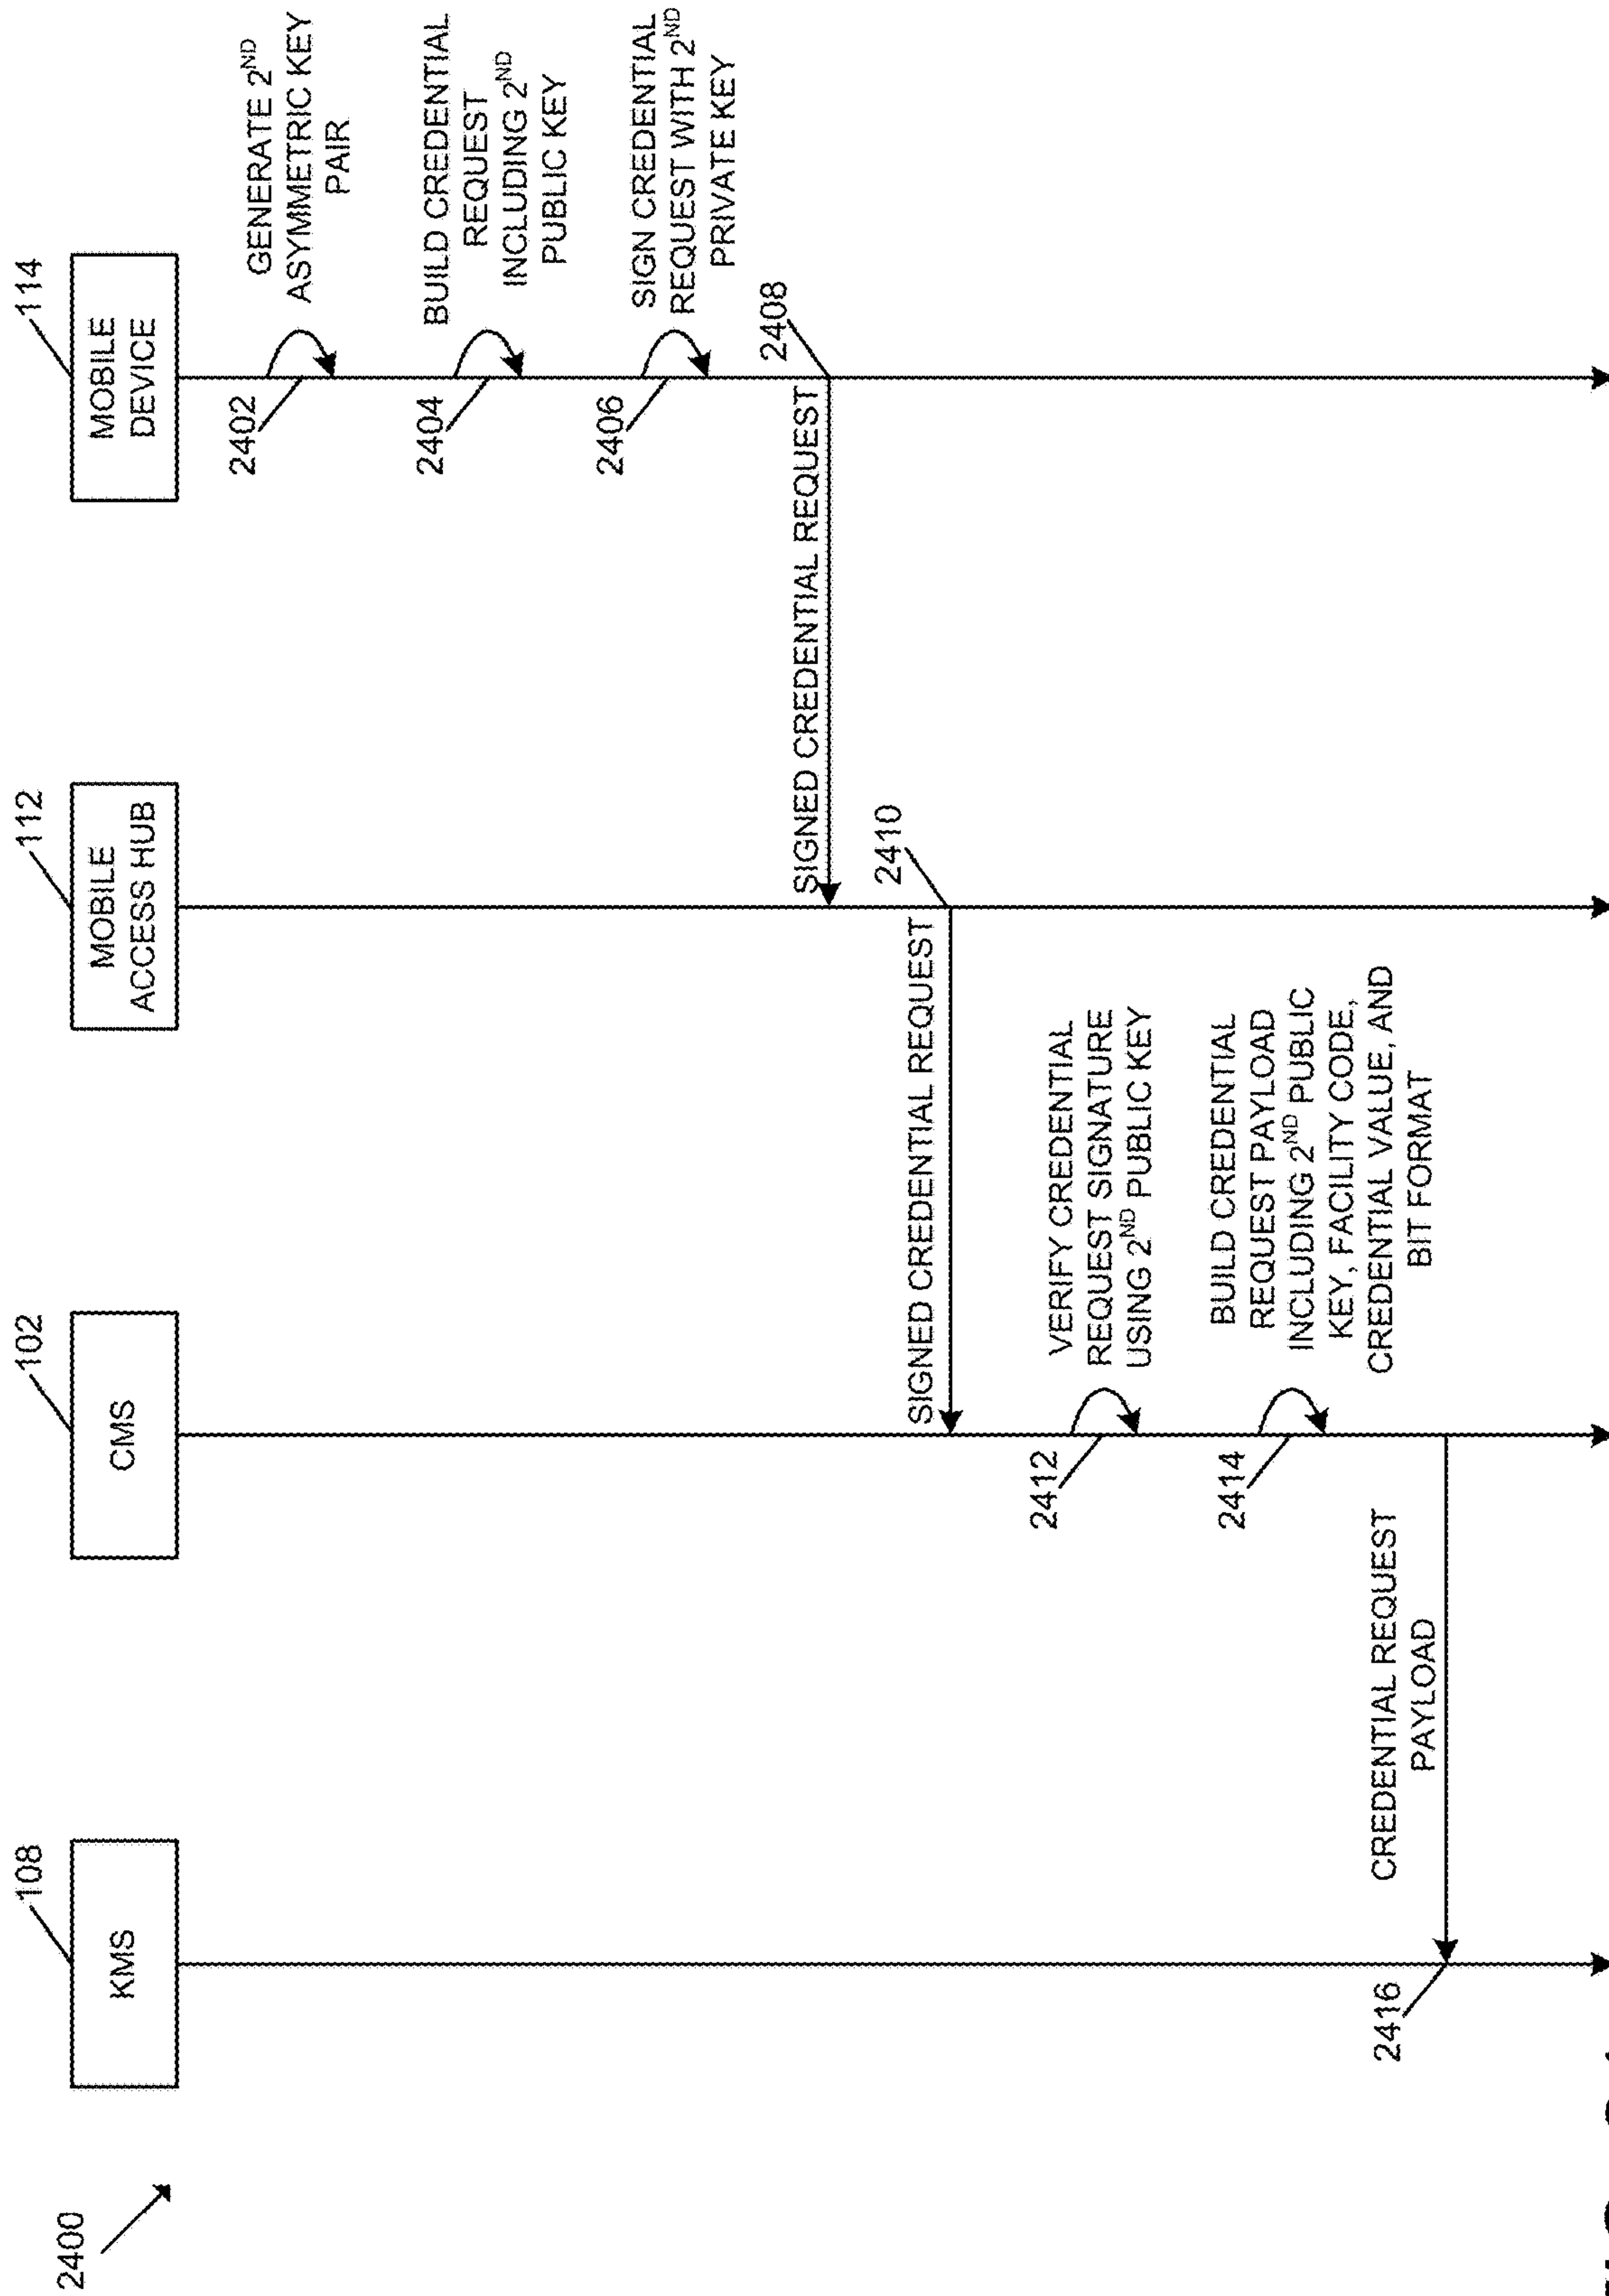 2400
108
KMS
102
CMS
112
MOBILE
ACCESS HUB
114
MOBILE
DEVICE
2402
GENERATE 2ND
ASYMMETRIC KEY
PAIR
2404
BUILD CREDENTIAL
REQUEST
INCLUDING 2ND
PUBLIC KEY
2406
SIGN CREDENTIAL
REQUEST WITH 2ND
PRIVATE KEY
SIGNED CREDENTIAL REQUEST
2408
SIGNED CREDENTIAL REQUEST
2410
2412
VERIFY CREDENTIAL
REQUEST SIGNATURE
USING 2ND PUBLIC KEY
2414
BUILD CREDENTIAL
REQUEST PAYLOAD
INCLUDING 2ND PUBLIC
KEY, FACILITY CODE,
CREDENTIAL VALUE, AND
BIT FORMAT
CREDENTIAL REQUEST
PAYLOAD
2416